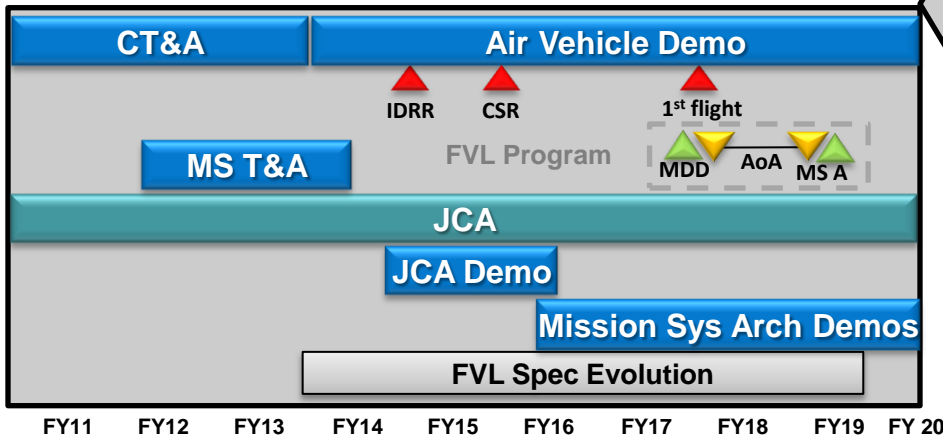 CT&A
Air Vehicle Demo
IDRR
CSR
1st flight
FVL Program
MDD
AoA
MS A
MS T&A
JCA
JCA Demo
Mission Sys Arch Demos
FVL Spec Evolution
FY11 FY12 FY13 FY14 FY15 FY16 FY17 FY18 FY19 FY 20